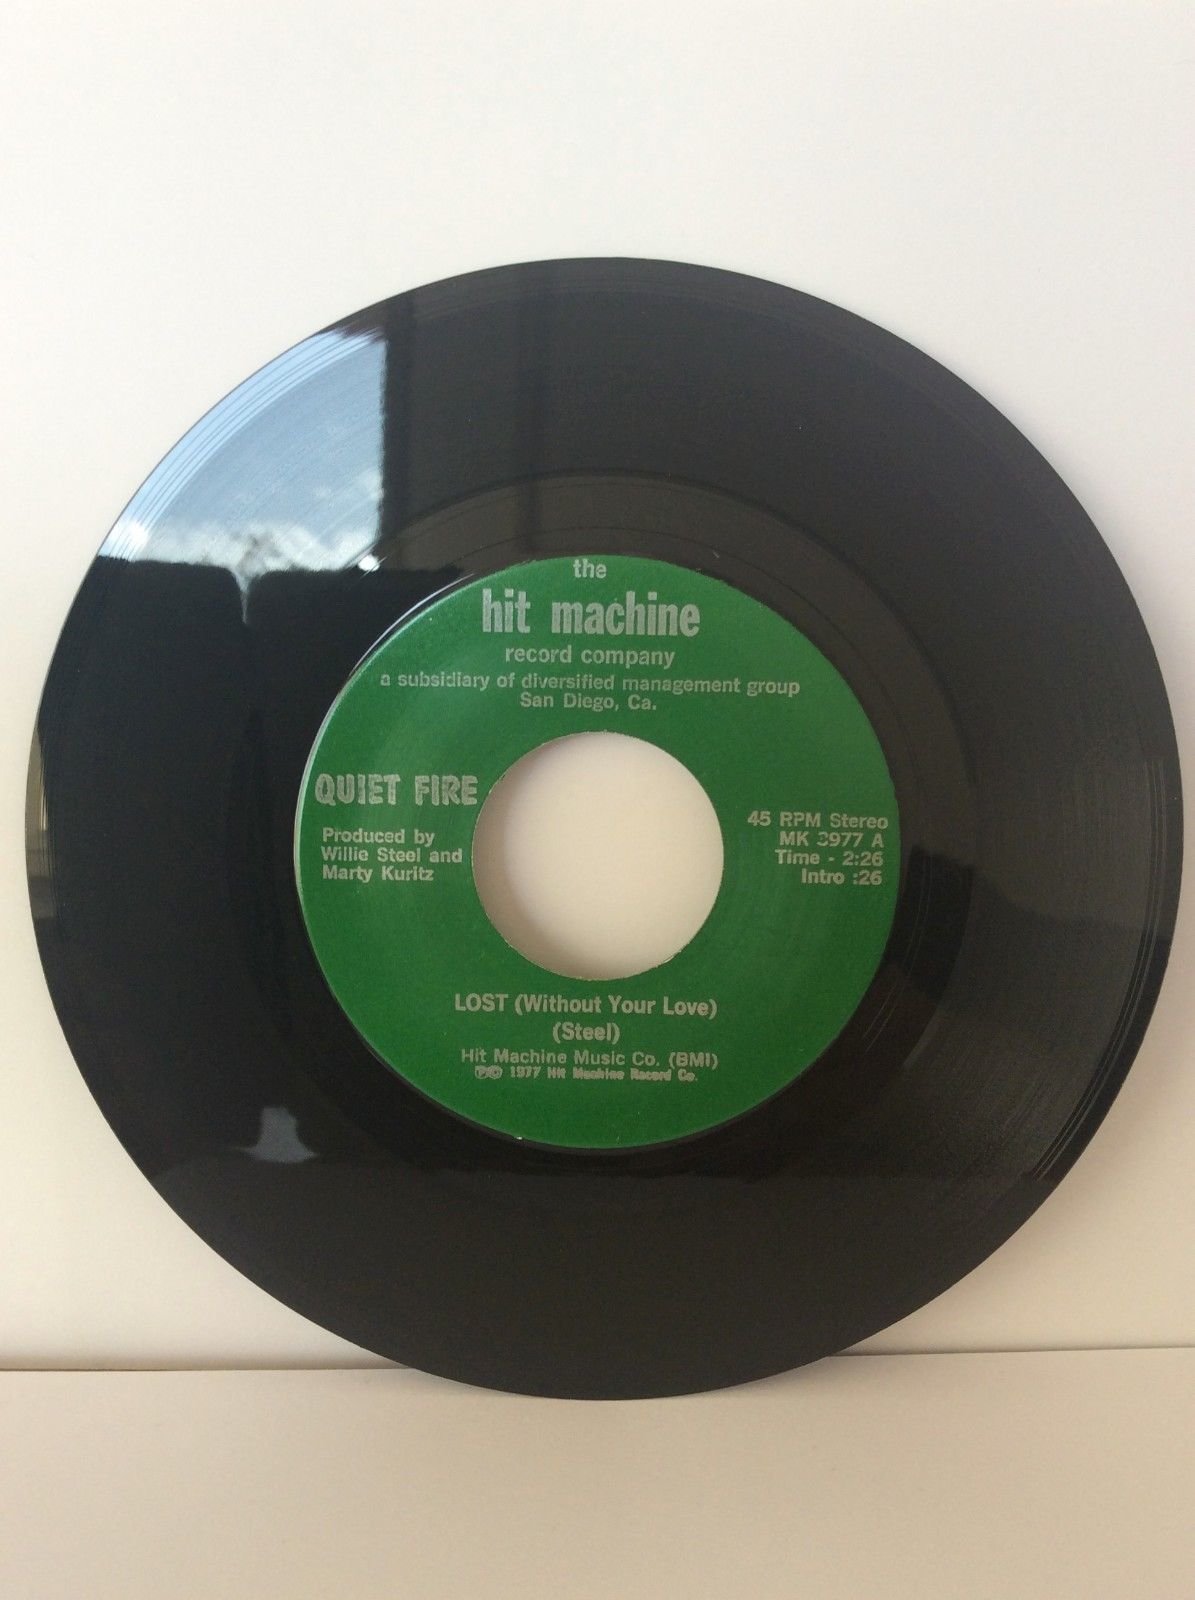 the
hit machine
record company
a subsidiary of diversified management group
San Diego, Ca.
QUIET FIRE
Produced by
Willie Steel and
Marty Kuritz
45 RPM Stereo
MK 3977 A
Time - 2:26
Intro :26
LOST (Without Your Love)
(Steel)
Hit Machine Music Co. (BMI)
℗© 1977 Hit Machine Record Co.